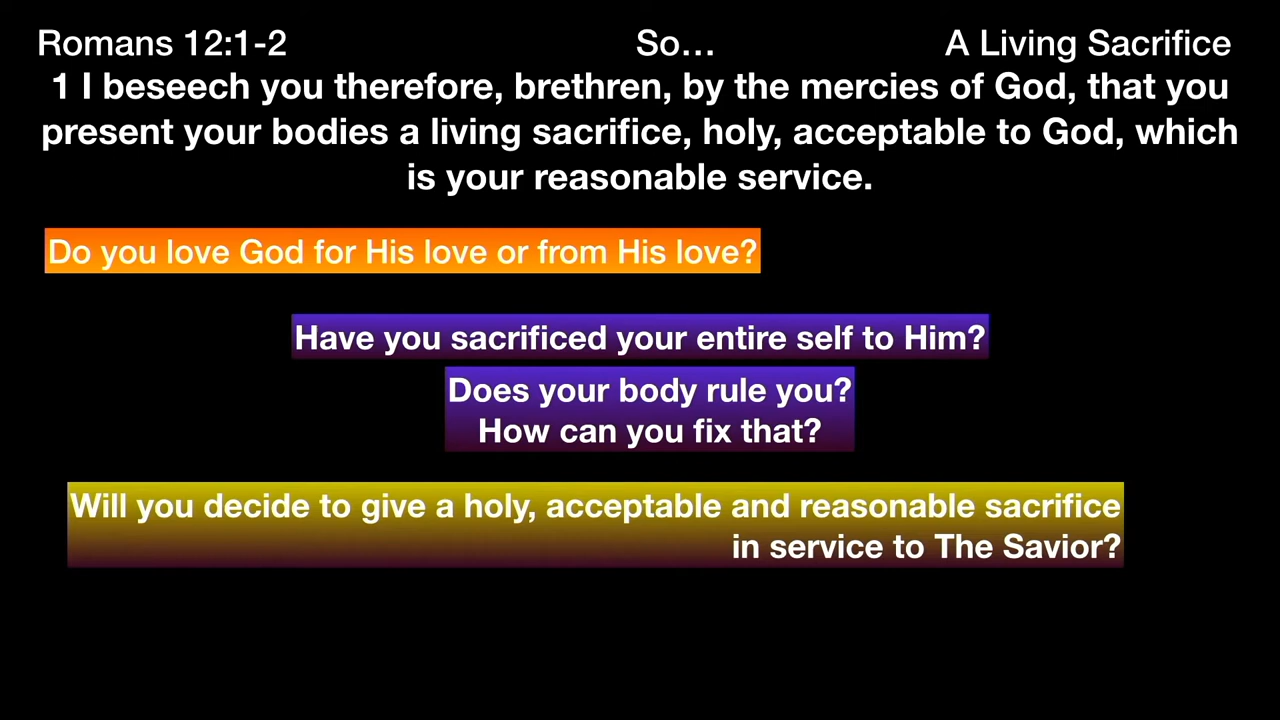 Romans 12:1-2 So... A Living Sacrifice
1 I beseech you therefore, brethren, by the mercies of God, that you
present your bodies a living sacrifice, holy, acceptable to God, which
is your reasonable service.
Do you love God for His love or from His love?
Have you sacrificed your entire self to Him?
Does your body rule you?
How can you fix that?
Will you decide to give a holy, acceptable and reasonable sacrifice
in service to The Savior?